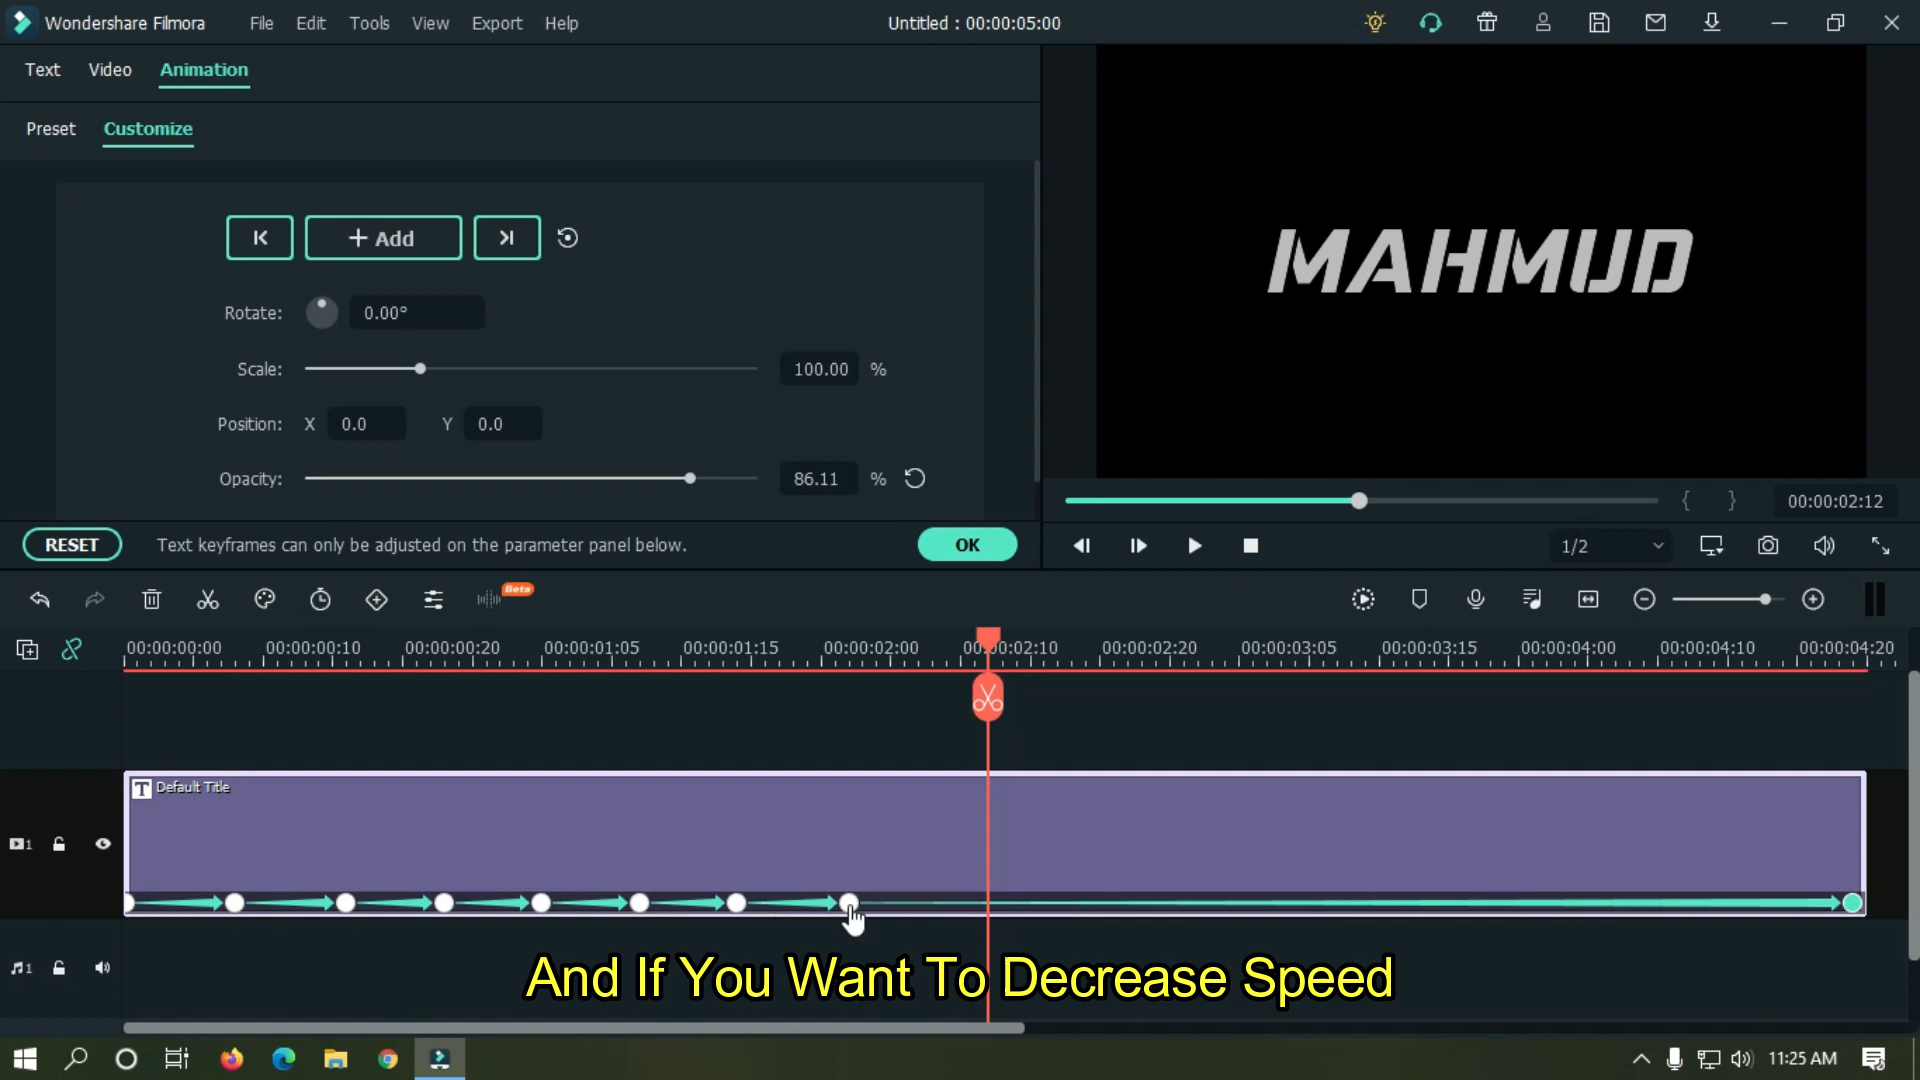 Wondershare Filmora File Edit Tools View Export Help Untitled : 00:00:05:00
Text Video Animation
Preset Customize
+ Add
Rotate: 0.00°
Scale: 100.00 %
Position: X 0.0 Y 0.0
Opacity: 86.11 %
RESET Text keyframes can only be adjusted on the parameter panel below. OK
MAHMUD
{ } 00:00:02:12
1/2
Beta
00:00:00:00 00:00:00:10 00:00:00:20 00:00:01:05 00:00:01:15 00:00:02:00 00:00:02:10 00:00:02:20 00:00:03:05 00:00:03:15 00:00:04:00 00:00:04:10 00:00:04:20
T Default Title
1
1
And If You Want To Decrease Speed
11:25 AM